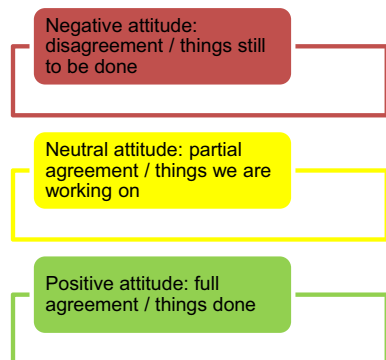 Negative attitude:
disagreement / things still
to be done
Neutral attitude: partial
agreement / things we are
working on
Positive attitude: full
agreement / things done